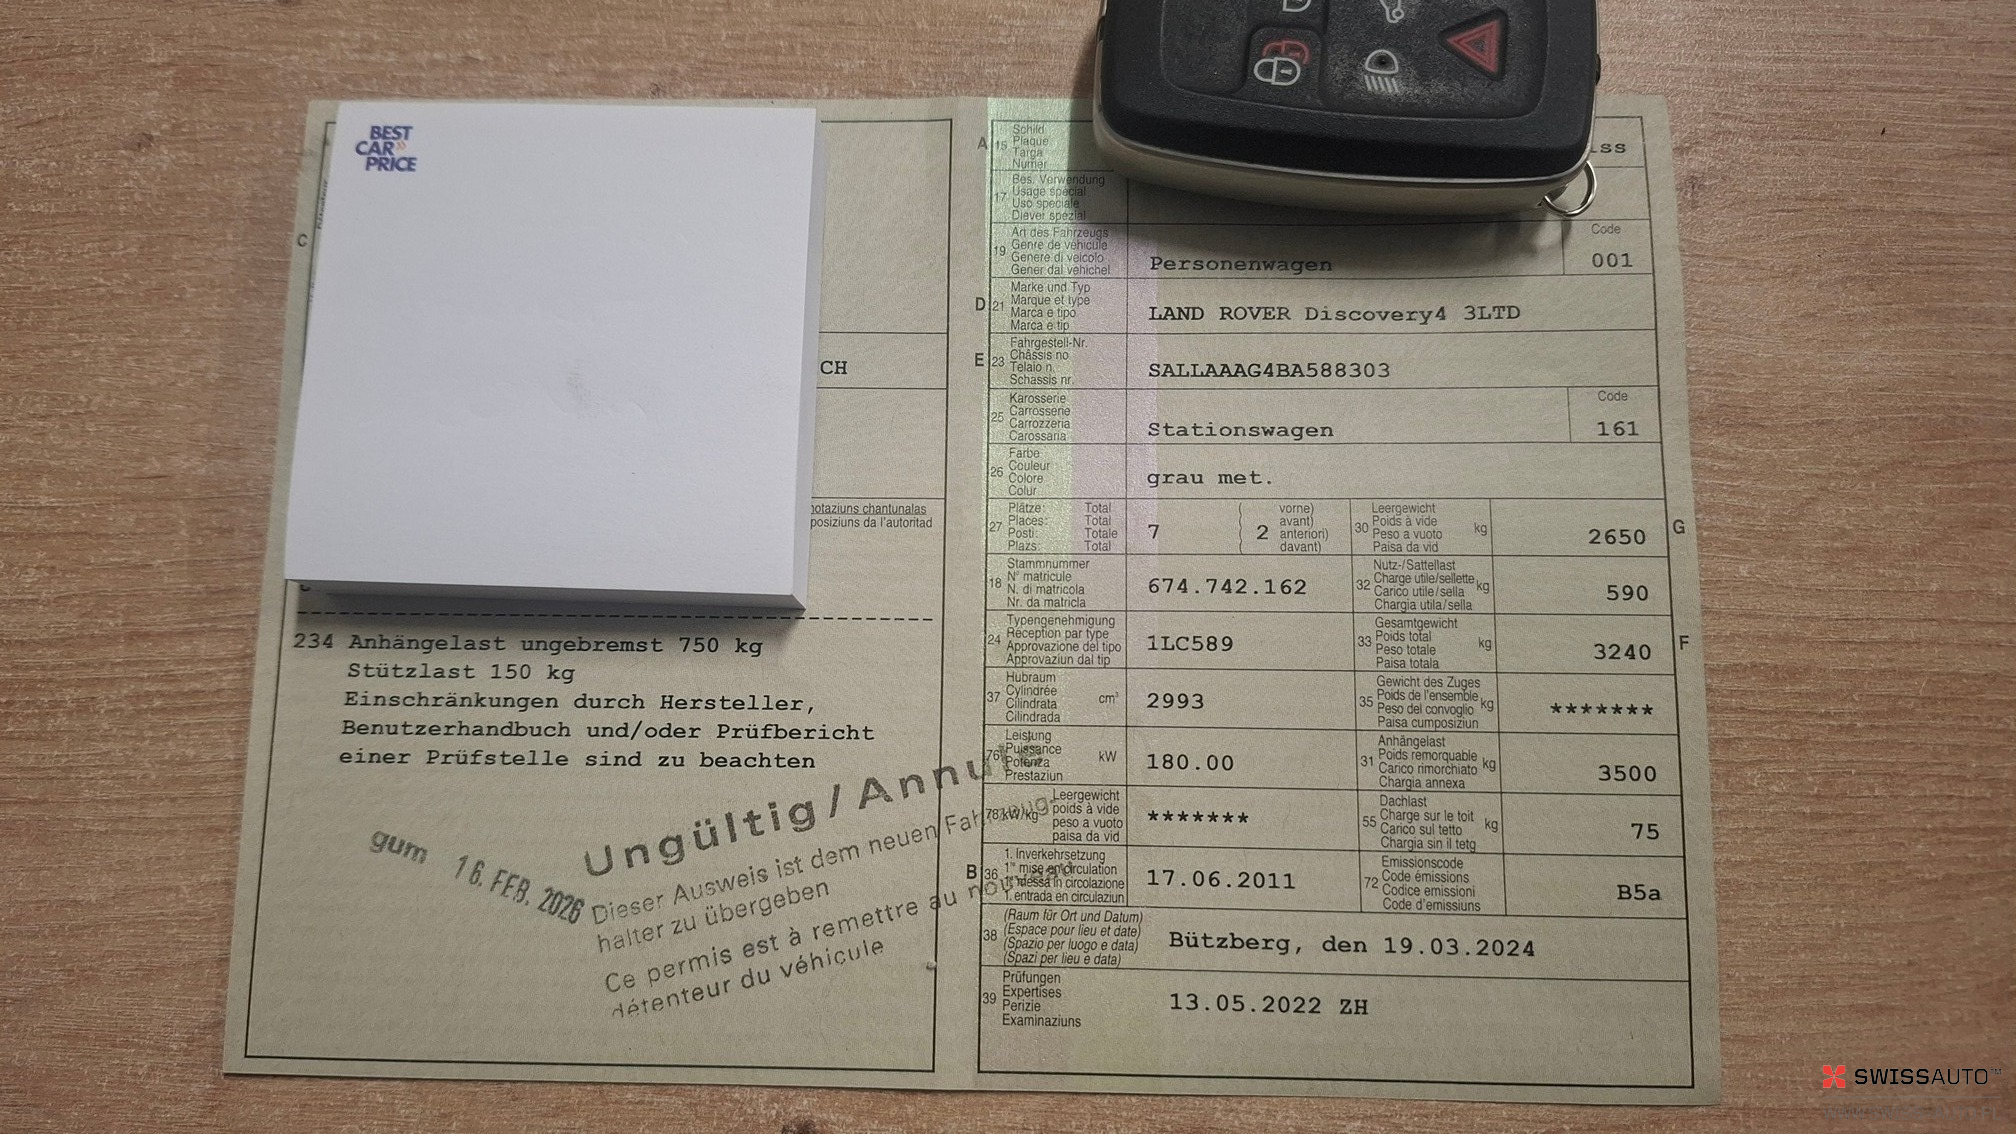 BEST
CAR»
PRICE
C
CH
notaziuns chantunalas
posiziuns da l'autoritad
234 Anhängelast ungebremst 750 kg
Stützlast 150 kg
Einschränkungen durch Hersteller,
Benutzerhandbuch und/oder Prüfbericht
einer Prüfstelle sind zu beachten
gum 16. FEB. 2026
Ungültig / Annul
Dieser Ausweis ist dem neuen Fahrzeug-
halter zu übergeben
Ce permis est à remettre au nouveau
détenteur du véhicule
A 15 Schild
Plaque
Targa
Numer
iss
17 Bes. Verwendung
Usage spécial
Uso speciale
Diever spezial
19 Art des Fahrzeugs
Genre de véhicule
Genere di veicolo
Gener dal vehichel
Personenwagen
Code
001
D 21 Marke und Typ
Marque et type
Marca e tipo
Marca e tip
LAND ROVER Discovery4 3LTD
E 23 Fahrgestell-Nr.
Châssis no
Telaio n.
Schassis nr.
SALLAAAG4BA588303
25 Karosserie
Carrosserie
Carrozzeria
Carossaria
Stationswagen
Code
161
26 Farbe
Couleur
Colore
Colur
grau met.
27 Plätze: Total
Places: Total
Posti: Totale
Plazs: Total
7
2
vorne)
avant)
anteriori)
davant)
30 Leergewicht
Poids à vide
Peso a vuoto
Paisa da vid
kg
2650
G
18 Stammnummer
N° matricule
N. di matricola
Nr. da matricla
674.742.162
32 Nutz-/Sattellast
Charge utile/sellette
Carico utile/sella
Chargia utila/sella
kg
590
24 Typengenehmigung
Réception par type
Approvazione del tipo
Approvaziun dal tip
1LC589
33 Gesamtgewicht
Poids total
Peso totale
Paisa totala
kg
3240
F
37 Hubraum
Cylindrée
Cilindrata
Cilindrada
cm³
2993
35 Gewicht des Zuges
Poids de l'ensemble
Peso del convoglio
Paisa cumposiziun
kg
*******
76 Leistung
Puissance
Potenza
Prestaziun
kW
180.00
31 Anhängelast
Poids remorquable
Carico rimorchiato
Chargia annexa
kg
3500
78 kW/kg Leergewicht
poids à vide
peso a vuoto
paisa da vid
*******
55 Dachlast
Charge sur le toit
Carico sul tetto
Chargia sin il tetg
kg
75
B 36 1. Inverkehrsetzung
1re mise en circulation
1a messa in circolazione
1. entrada en circulaziun
17.06.2011
72 Emissionscode
Code émissions
Codice emissioni
Code d'emissiuns
B5a
38 (Raum für Ort und Datum)
(Espace pour lieu et date)
(Spazio per luogo e data)
(Spazi per lieu e data)
Bützberg, den 19.03.2024
39 Prüfungen
Expertises
Perizie
Examinaziuns
13.05.2022 ZH
SWISSAUTO™